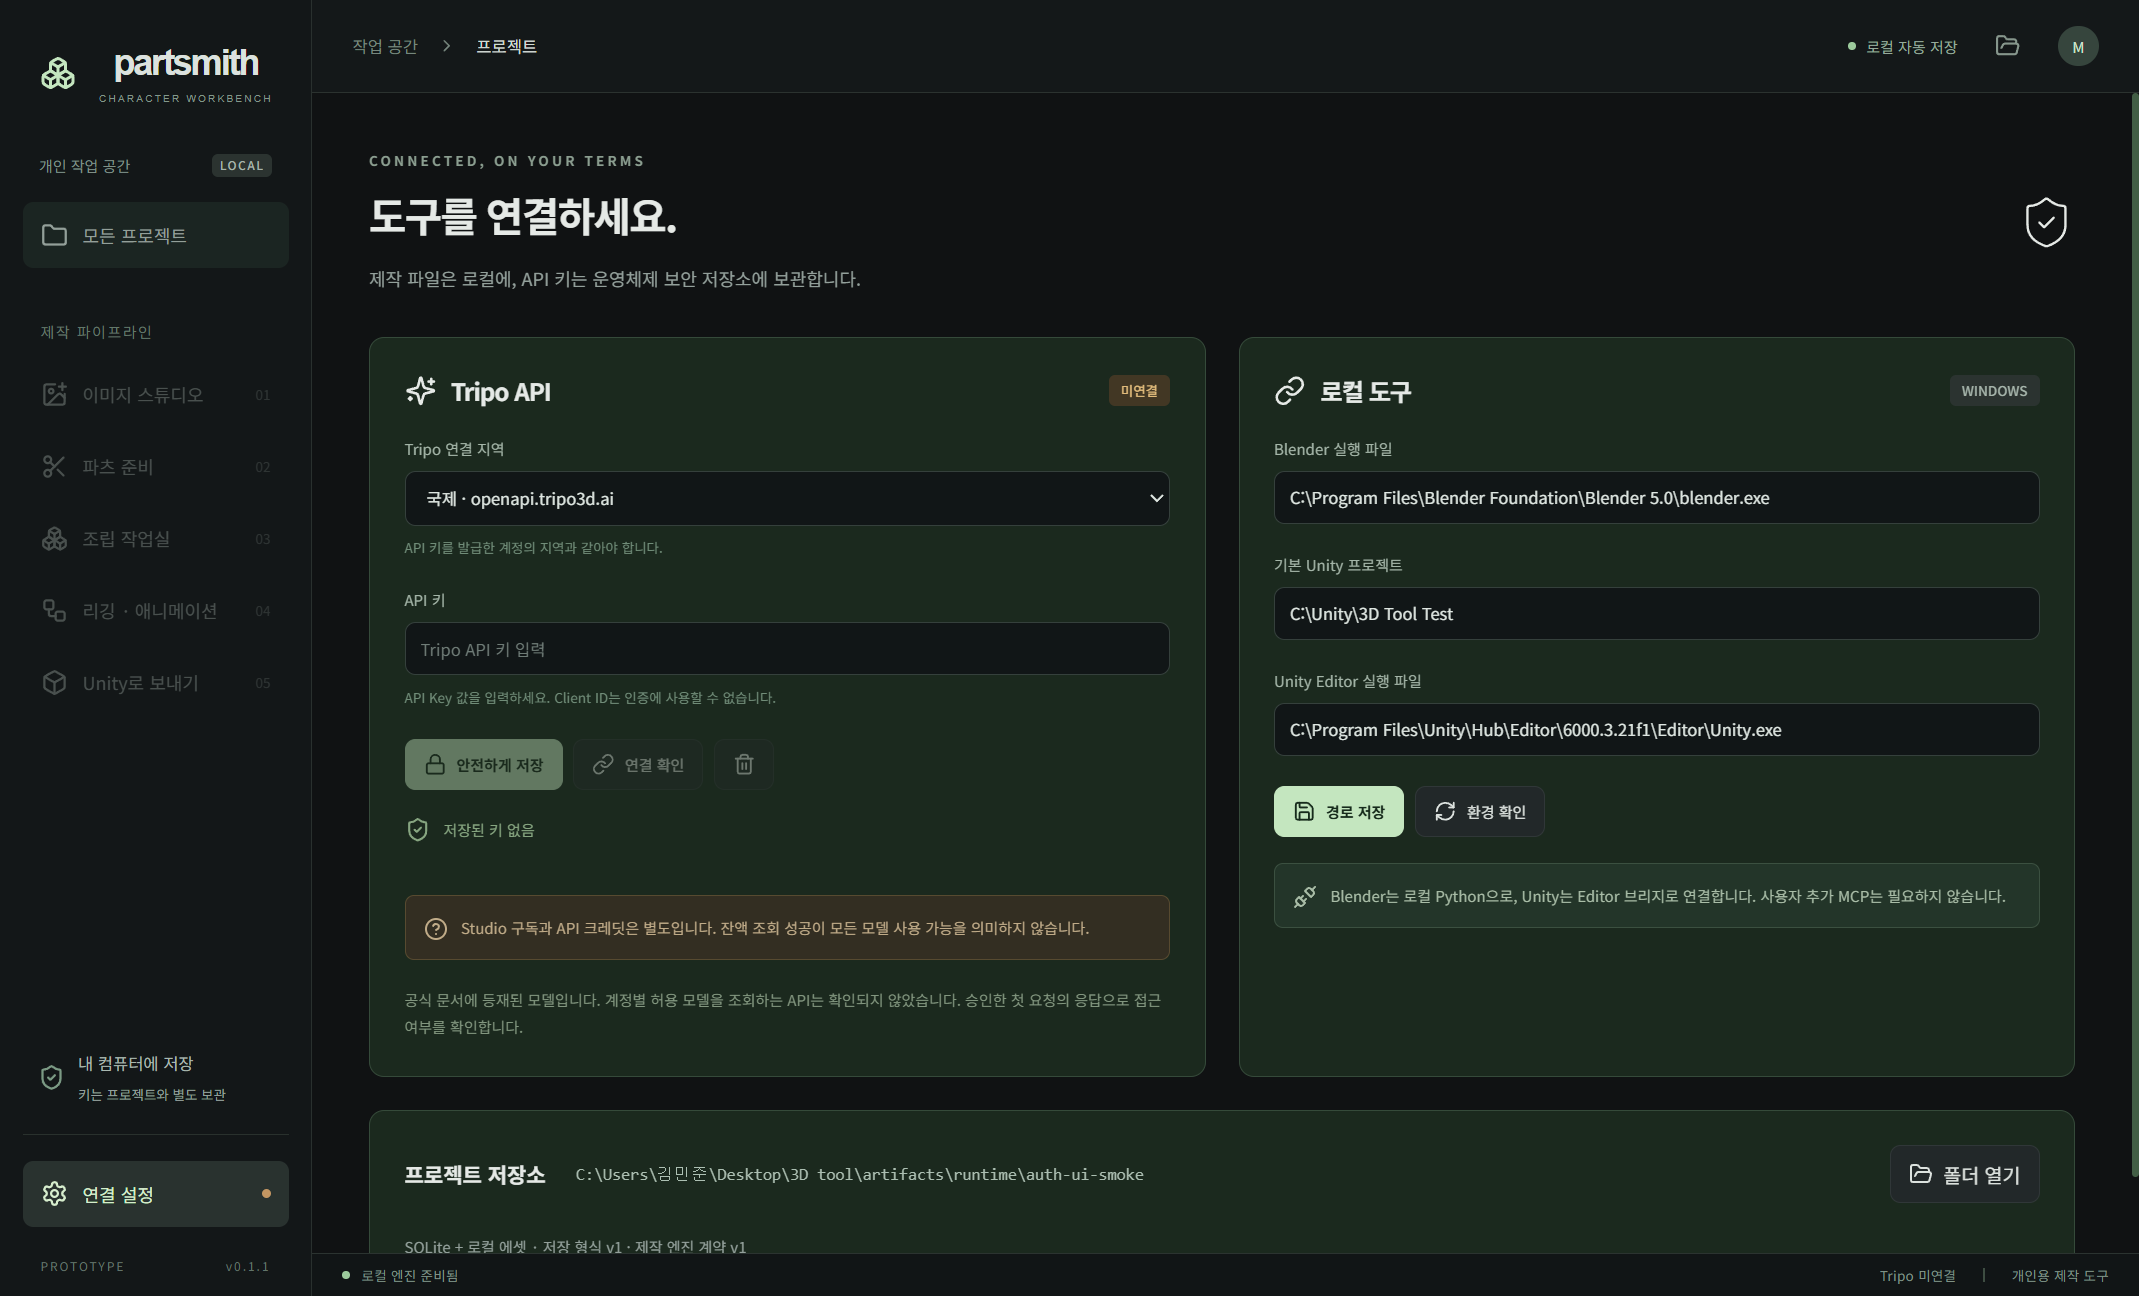 partsmith
CHARACTER WORKBENCH
개인 작업 공간
LOCAL
모든 프로젝트
제작 파이프라인
이미지 스튜디오
01
파츠 준비
02
조립 작업실
03
리깅 · 애니메이션
04
Unity로 보내기
05
내 컴퓨터에 저장
키는 프로젝트와 별도 보관
연결 설정
PROTOTYPE
v0.1.1
작업 공간
프로젝트
로컬 자동 저장
M
CONNECTED, ON YOUR TERMS
도구를 연결하세요.
제작 파일은 로컬에, API 키는 운영체제 보안 저장소에 보관합니다.
Tripo API
미연결
Tripo 연결 지역
국제 · openapi.tripo3d.ai
API 키를 발급한 계정의 지역과 같아야 합니다.
API 키
Tripo API 키 입력
API Key 값을 입력하세요. Client ID는 인증에 사용할 수 없습니다.
안전하게 저장
연결 확인
저장된 키 없음
Studio 구독과 API 크레딧은 별도입니다. 잔액 조회 성공이 모든 모델 사용 가능을 의미하지 않습니다.
공식 문서에 등재된 모델입니다. 계정별 허용 모델을 조회하는 API는 확인되지 않았습니다. 승인한 첫 요청의 응답으로 접근
여부를 확인합니다.
로컬 도구
WINDOWS
Blender 실행 파일
C:\Program Files\Blender Foundation\Blender 5.0\blender.exe
기본 Unity 프로젝트
C:\Unity\3D Tool Test
Unity Editor 실행 파일
C:\Program Files\Unity\Hub\Editor\6000.3.21f1\Editor\Unity.exe
경로 저장
환경 확인
Blender는 로컬 Python으로, Unity는 Editor 브리지로 연결합니다. 사용자 추가 MCP는 필요하지 않습니다.
프로젝트 저장소
C:\Users\김민준\Desktop\3D tool\artifacts\runtime\auth-ui-smoke
폴더 열기
SQLite + 로컬 에셋 · 저장 형식 v1 · 제작 엔진 계약 v1
로컬 엔진 준비됨
Tripo 미연결
개인용 제작 도구